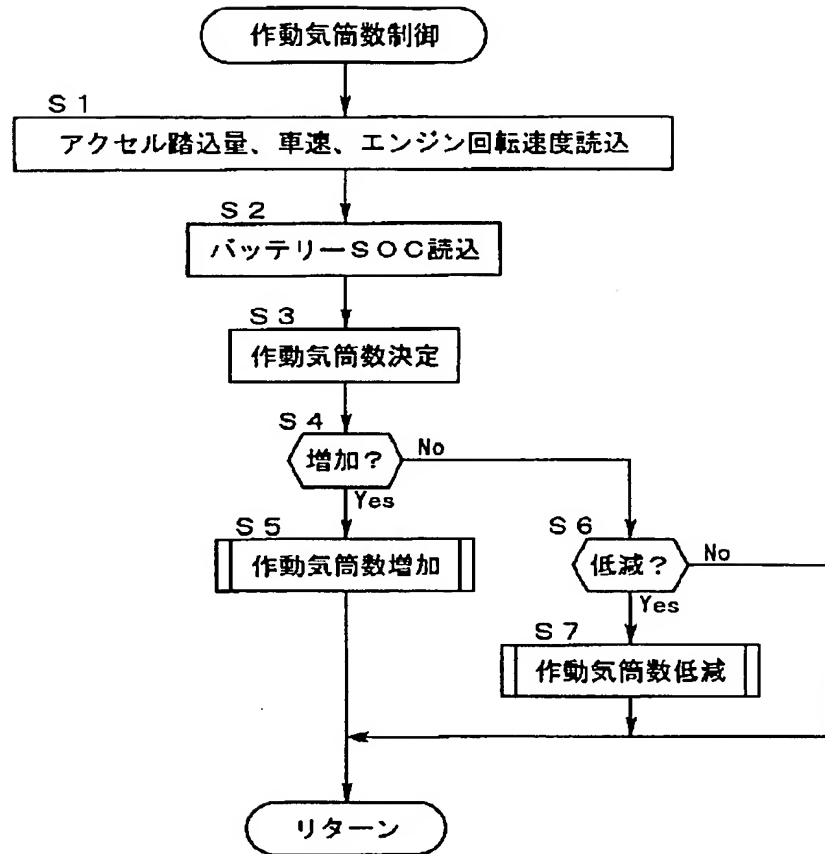 作動気筒数制御
S1
アクセル踏込量、車速、エンジン回転速度読込
S2
バッテリーSOC読込
S3
作動気筒数決定
S4
増加?
No
Yes
S5
作動気筒数増加
S6
低減?
No
Yes
S7
作動気筒数低減
リターン